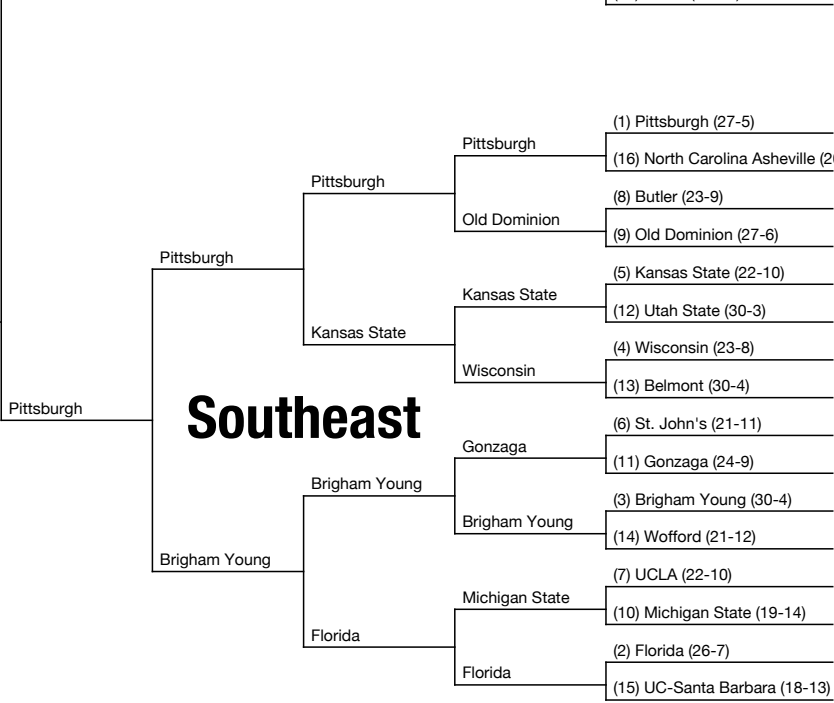 (1) Pittsburgh (27-5)
Pittsburgh
(16) North Carolina Asheville
Pittsburgh
(8) Butler (23-9)
Old Dominion
(9) Old Dominion (27-6)
Pittsburgh
(5) Kansas State (22-10)
Kansas State
(12) Utah State (30-3)
Kansas State
(4) Wisconsin (23-8)
Wisconsin
(13) Belmont (30-4)
Pittsburgh
Southeast
(6) St. John's (21-11)
Gonzaga
(11) Gonzaga (24-9)
Brigham Young
(3) Brigham Young (30-4)
Brigham Young
(14) Wofford (21-12)
Brigham Young
(7) UCLA (22-10)
Michigan State
(10) Michigan State (19-14)
Florida
(2) Florida (26-7)
Florida
(15) UC-Santa Barbara (18-13)